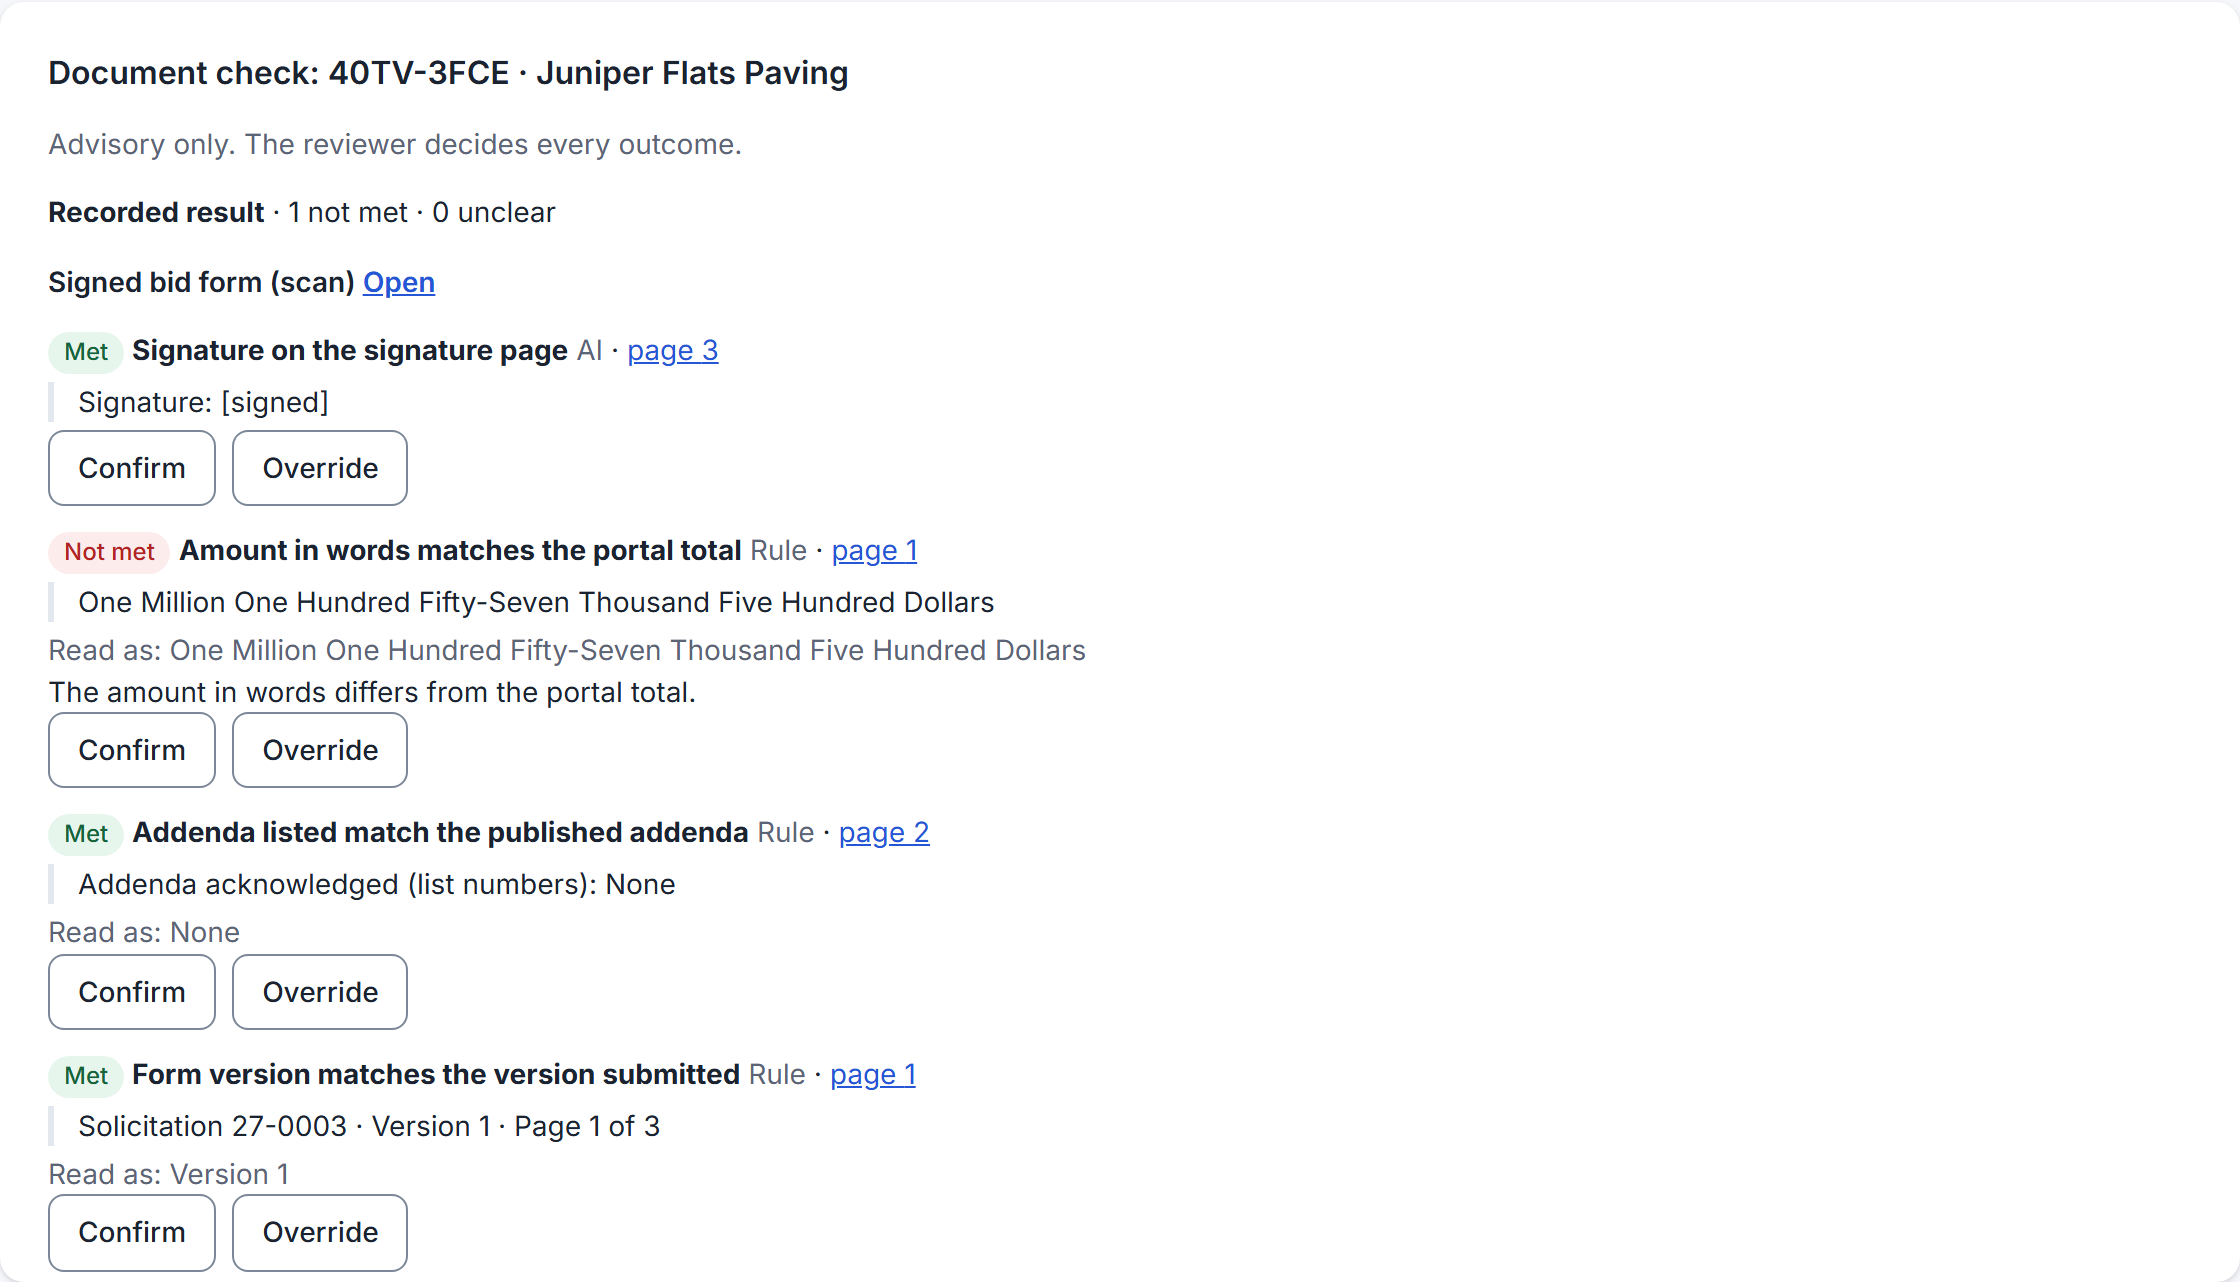 Document check: 40TV-3FCE · Juniper Flats Paving
Advisory only. The reviewer decides every outcome.
Recorded result · 1 not met · 0 unclear
Signed bid form (scan) Open
Met Signature on the signature page AI · page 3
Signature: [signed]
Confirm Override
Not met Amount in words matches the portal total Rule · page 1
One Million One Hundred Fifty-Seven Thousand Five Hundred Dollars
Read as: One Million One Hundred Fifty-Seven Thousand Five Hundred Dollars
The amount in words differs from the portal total.
Confirm Override
Met Addenda listed match the published addenda Rule · page 2
Addenda acknowledged (list numbers): None
Read as: None
Confirm Override
Met Form version matches the version submitted Rule · page 1
Solicitation 27-0003 · Version 1 · Page 1 of 3
Read as: Version 1
Confirm Override